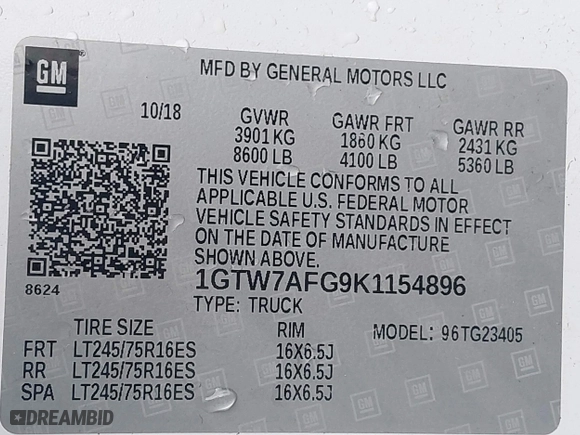 GM
MFD BY GENERAL MOTORS LLC
10/18
GVWR GAWR FRT GAWR RR
3901 KG 1860 KG 2431 KG
8600 LB 4100 LB 5360 LB
THIS VEHICLE CONFORMS TO ALL
APPLICABLE U.S. FEDERAL MOTOR
VEHICLE SAFETY STANDARDS IN EFFECT
ON THE DATE OF MANUFACTURE
SHOWN ABOVE.
8624
1GTW7AFG9K1154896
TYPE: TRUCK
TIRE SIZE RIM MODEL: 96TG23405
FRT LT245/75R16ES 16X6.5J
RR LT245/75R16ES 16X6.5J
SPA LT245/75R16ES 16X6.5J
DREAMBID